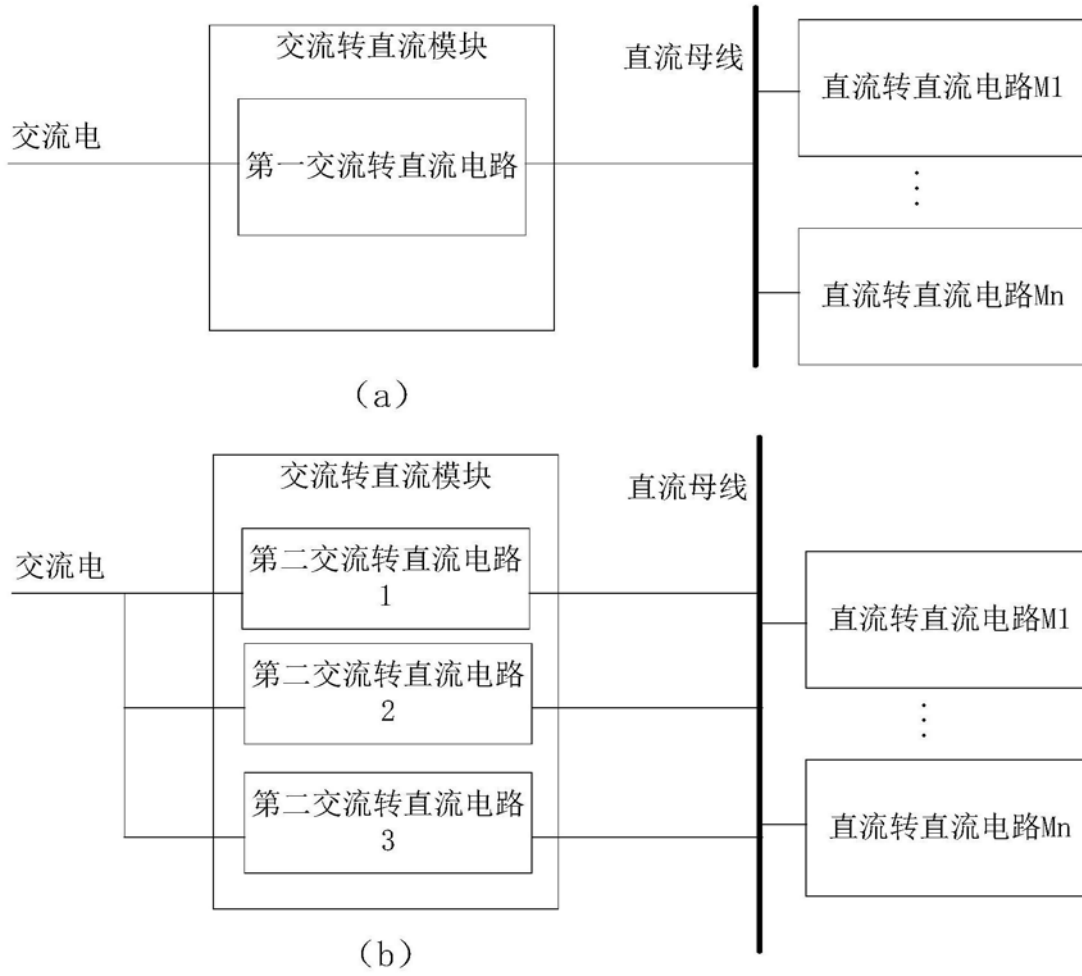 交流转直流模块
直流母线
直流转直流电路M1
交流电
第一交流转直流电路
⋮
直流转直流电路Mn
（a）
交流转直流模块
直流母线
第二交流转直流电路
1
交流电
直流转直流电路M1
第二交流转直流电路
2
⋮
第二交流转直流电路
3
直流转直流电路Mn
（b）